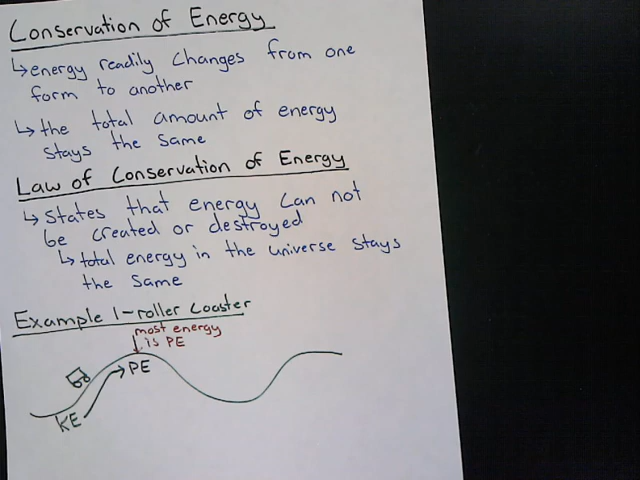 Conservation of Energy
↳energy readily changes from one
form to another
↳the total amount of energy
stays the same
Law of Conservation of Energy
↳states that energy can not
be created or destroyed
↳total energy in the universe stays
the same
Example 1-roller coaster
most energy
is PE
PE
KE